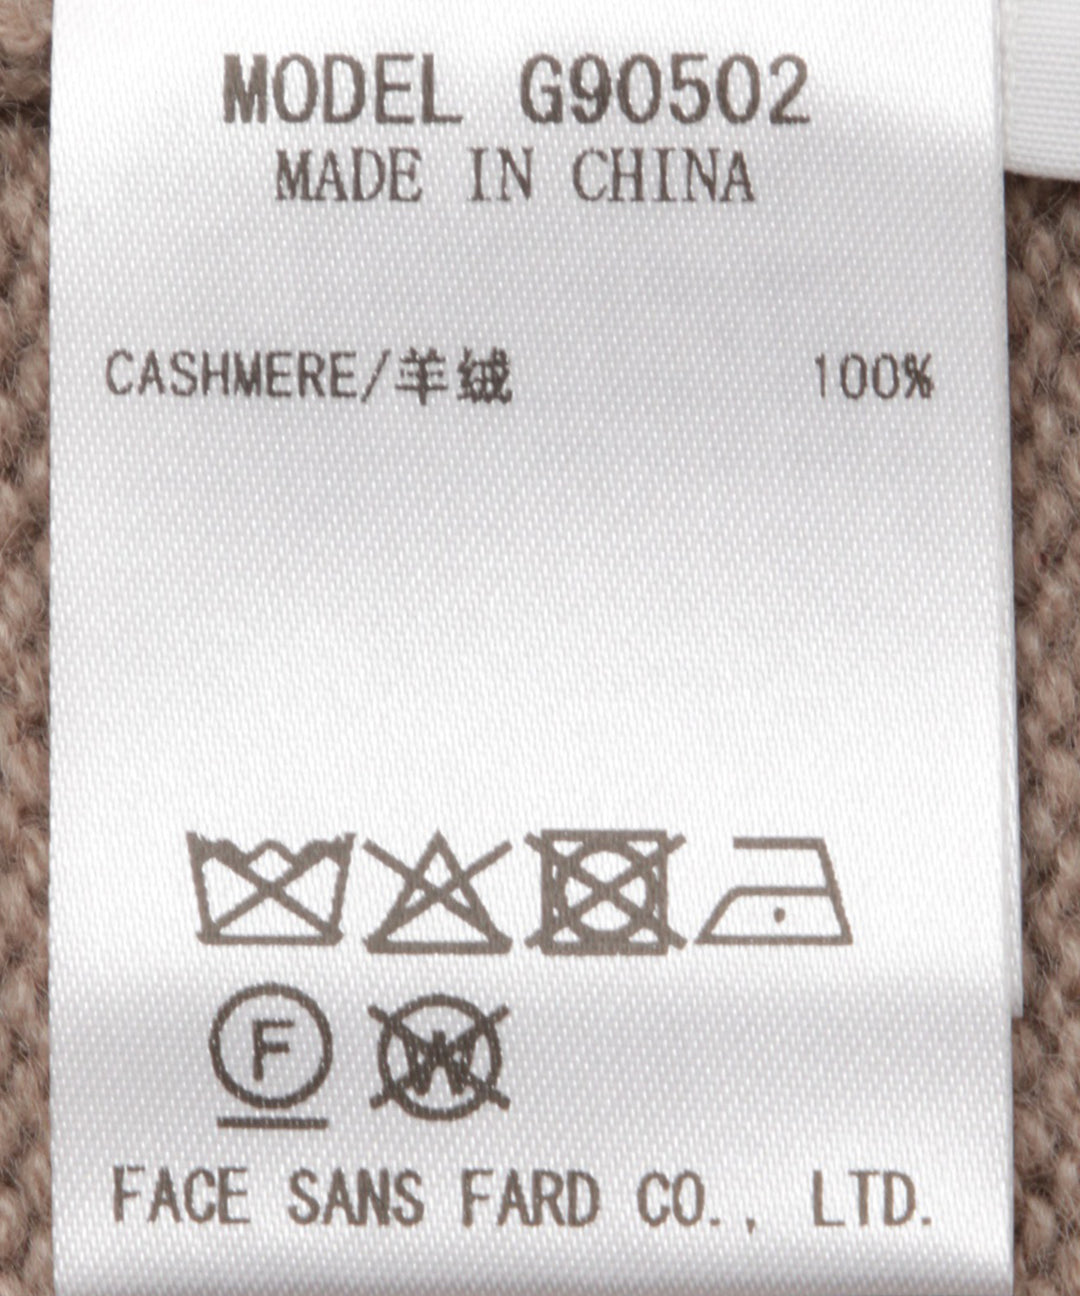 MODEL G90502
MADE IN CHINA
CASHMERE/羊绒 100%
F W
FACE SANS FARD CO., LTD.